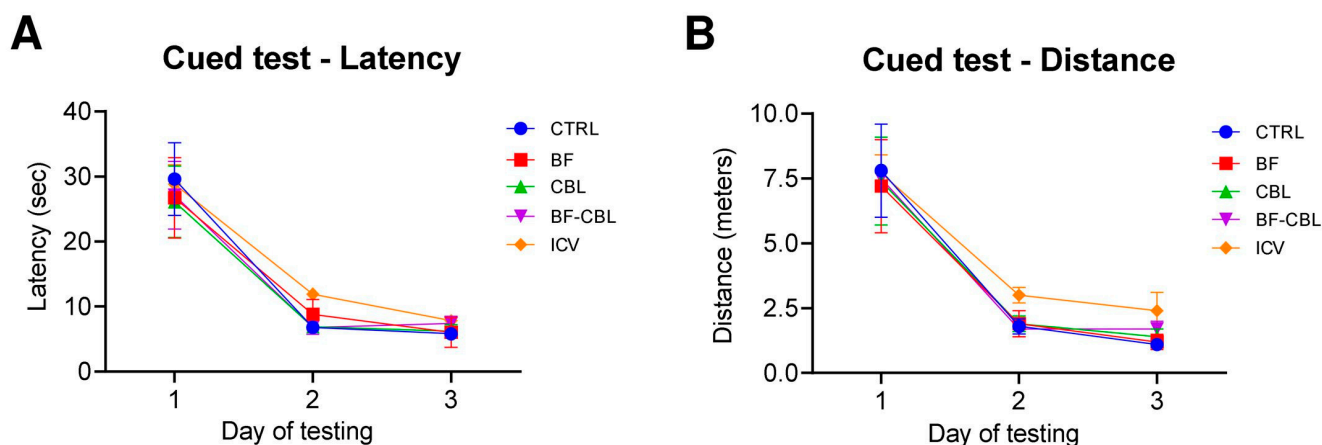 A
Cued test - Latency
Latency (sec)
40
30
20
10
0
1 2 3
Day of testing
CTRL
BF
CBL
BF-CBL
ICV
B
Cued test - Distance
Distance (meters)
10.0
7.5
5.0
2.5
0.0
1 2 3
Day of testing
CTRL
BF
CBL
BF-CBL
ICV